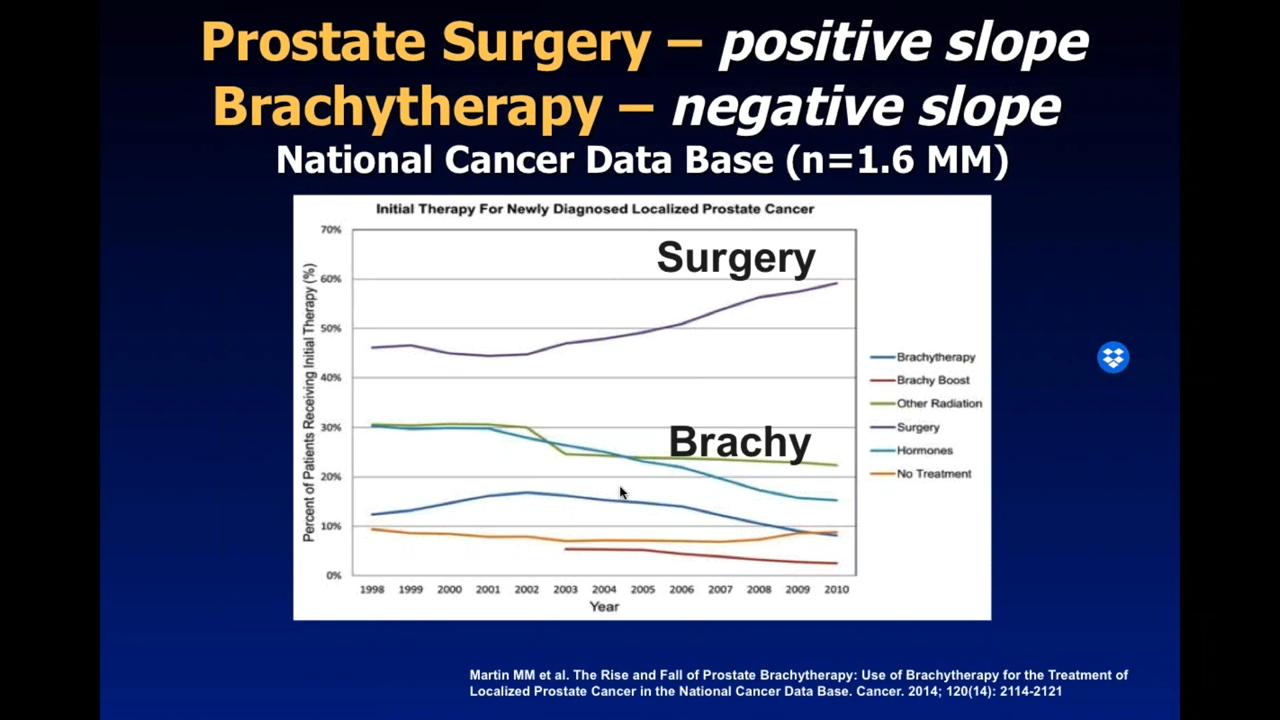 Prostate Surgery – positive slope
Brachytherapy – negative slope
National Cancer Data Base (n=1.6 MM)
Initial Therapy For Newly Diagnosed Localized Prostate Cancer
Percent of Patients Receiving Initial Therapy (%)
70%
60%
50%
40%
30%
20%
10%
0%
Surgery
Brachy
Brachytherapy
Brachy Boost
Other Radiation
Surgery
Hormones
No Treatment
1998 1999 2000 2001 2002 2003 2004 2005 2006 2007 2008 2009 2010
Year
Martin MM et al. The Rise and Fall of Prostate Brachytherapy: Use of Brachytherapy for the Treatment of
Localized Prostate Cancer in the National Cancer Data Base. Cancer. 2014; 120(14): 2114-2121